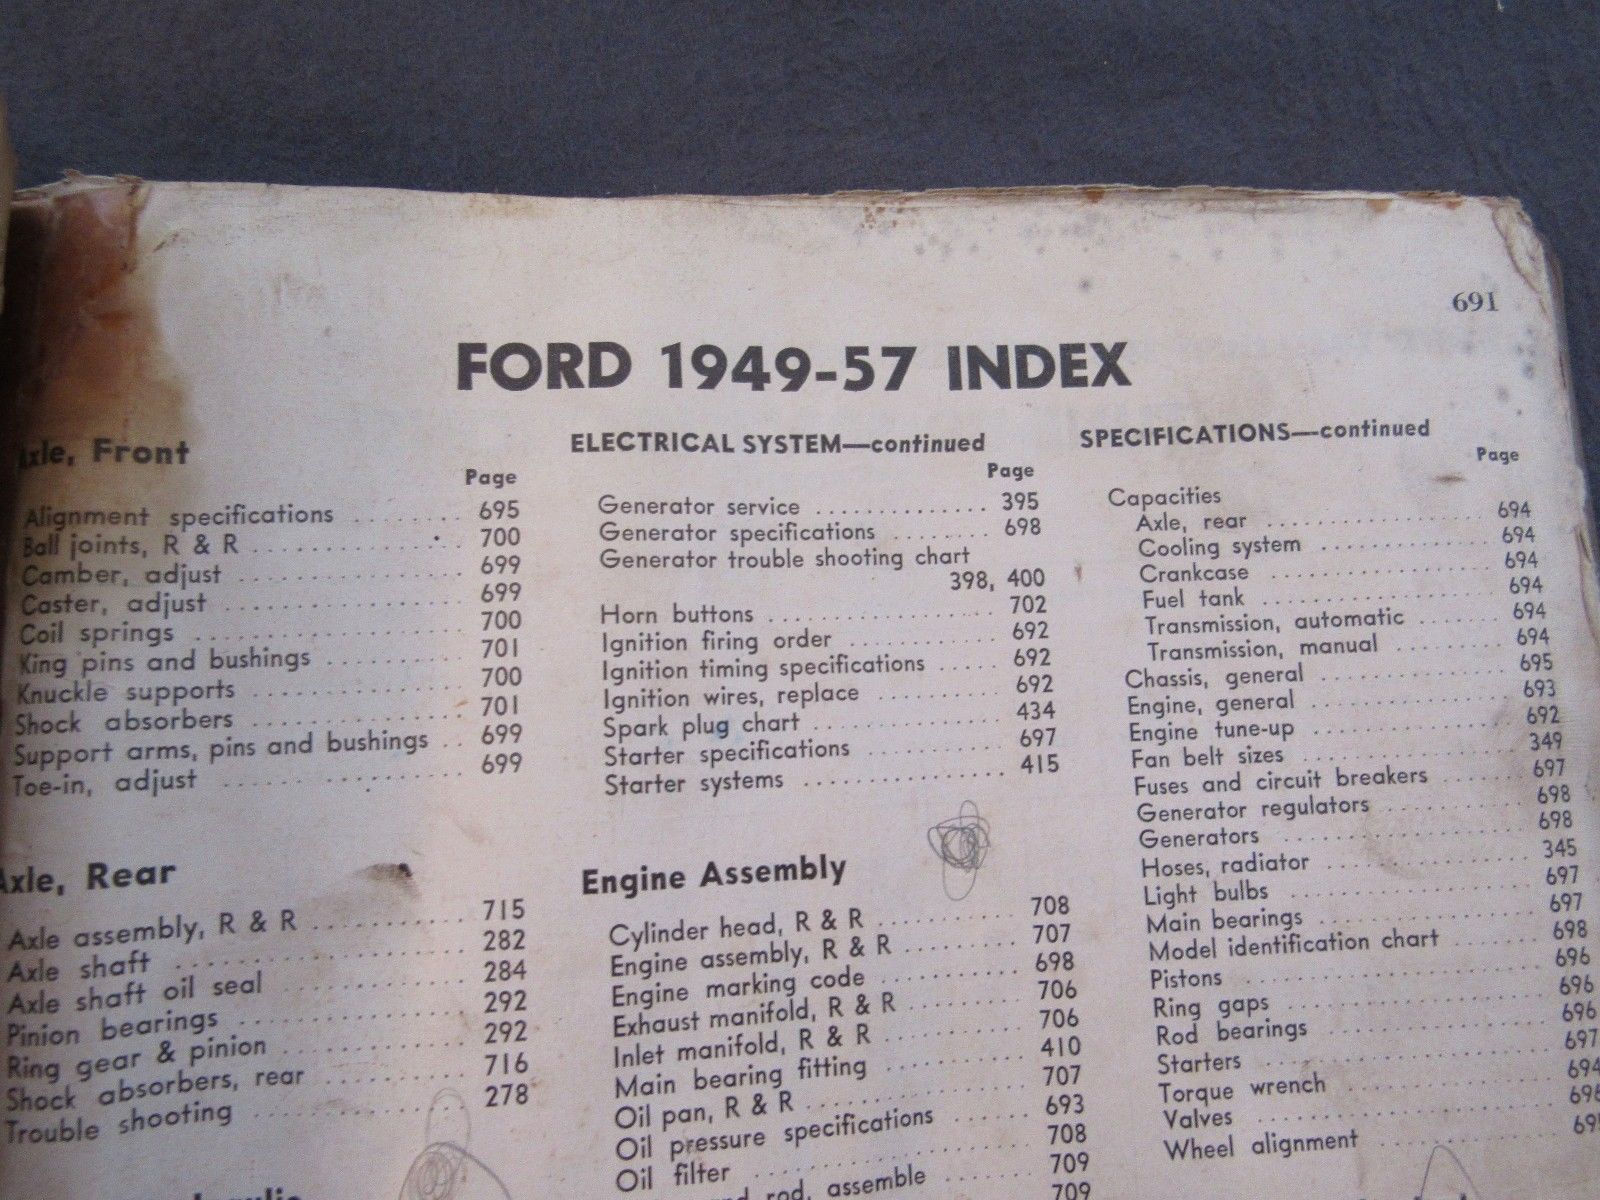 691
FORD 1949-57 INDEX
Axle, Front
Page
Alignment specifications ........ 695
Ball joints, R & R ........ 700
Camber, adjust ........ 699
Caster, adjust ........ 699
Coil springs ........ 700
King pins and bushings ........ 701
Knuckle supports ........ 700
Shock absorbers ........ 701
Support arms, pins and bushings .. 699
Toe-in, adjust ........ 699
Axle, Rear
Axle assembly, R & R ........ 715
Axle shaft ........ 282
Axle shaft oil seal ........ 284
Pinion bearings ........ 292
Ring gear & pinion ........ 292
Shock absorbers, rear ........ 716
Trouble shooting ........ 278
ELECTRICAL SYSTEM—continued
Page
Generator service ........ 395
Generator specifications ........ 698
Generator trouble shooting chart
398, 400
Horn buttons ........ 702
Ignition firing order ........ 692
Ignition timing specifications ..... 692
Ignition wires, replace ........ 692
Spark plug chart ........ 434
Starter specifications ........ 697
Starter systems ........ 415
Engine Assembly
Cylinder head, R & R ........ 708
Engine assembly, R & R ........ 707
Engine marking code ........ 698
Exhaust manifold, R & R ........ 706
Inlet manifold, R & R ........ 706
Main bearing fitting ........ 410
Oil pan, R & R ........ 707
Oil pressure specifications ........ 693
Oil filter ........ 708
rod, assemble ........ 709
709
SPECIFICATIONS—continued
Page
Capacities
Axle, rear ........ 694
Cooling system ........ 694
Crankcase ........ 694
Fuel tank ........ 694
Transmission, automatic ........ 694
Transmission, manual ........ 694
Chassis, general ........ 695
Engine, general ........ 693
Engine tune-up ........ 692
Fan belt sizes ........ 349
Fuses and circuit breakers ........ 697
Generator regulators ........ 698
Generators ........ 698
Hoses, radiator ........ 345
Light bulbs ........ 697
Main bearings ........ 697
Model identification chart ........ 698
Pistons ........ 696
Ring gaps ........ 696
Rod bearings ........ 696
Starters ........ 697
Torque wrench ........ 694
Valves ........
Wheel alignment ........